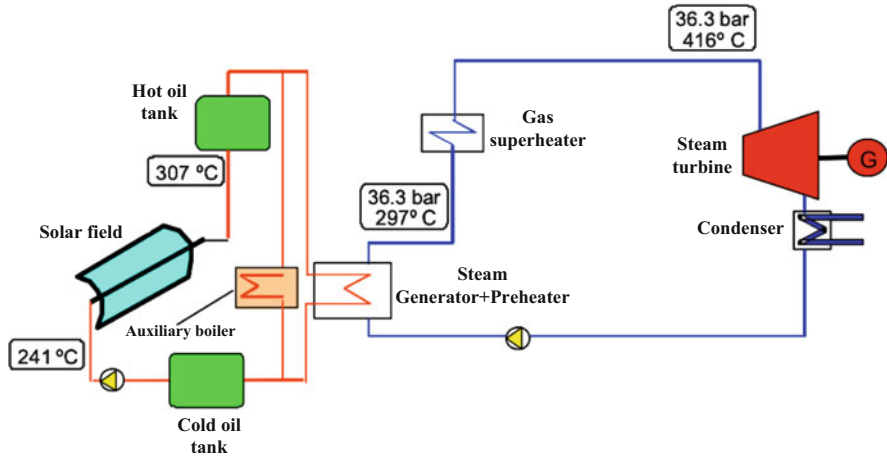 36.3 bar
416º C
Hot oil
tank
Gas
superheater
Steam
turbine
G
307 ºC
36.3 bar
297º C
Solar field
Condenser
Steam
Generator+Preheater
Auxiliary boiler
241 ºC
Cold oil
tank